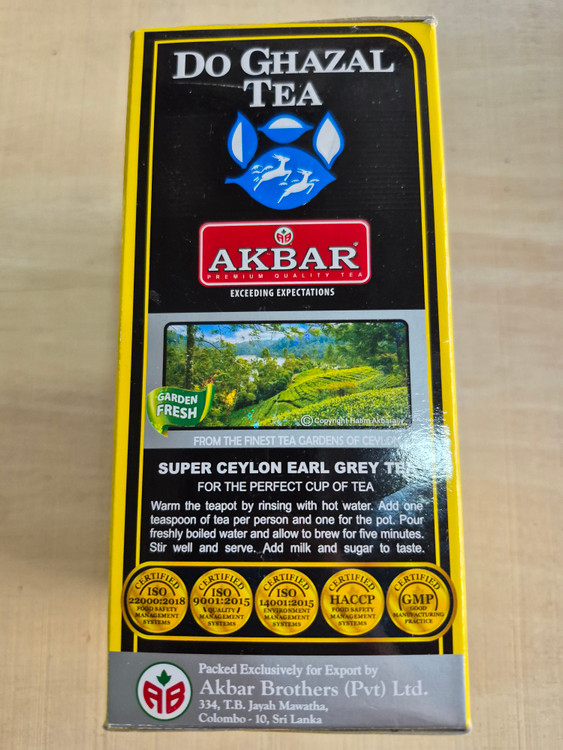 DO GHAZAL
TEA
AB
AKBAR
PREMIUM QUALITY TEA
EXCEEDING EXPECTATIONS
GARDEN
FRESH
FROM THE FINEST TEA GARDENS OF CEYLON
SUPER CEYLON EARL GREY TEA
FOR THE PERFECT CUP OF TEA
Warm the teapot by rinsing with hot water. Add one
teaspoon of tea per person and one for the pot. Pour
freshly boiled water and allow to brew for five minutes.
Stir well and serve. Add milk and sugar to taste.
CERTIFIED
ISO
22000:2018
FOOD SAFETY
MANAGEMENT
SYSTEMS
CERTIFIED
ISO
9001:2015
QUALITY
MANAGEMENT
SYSTEMS
CERTIFIED
ISO
14001:2015
ENVIRONMENT
MANAGEMENT
SYSTEMS
CERTIFIED
HACCP
FOOD SAFETY
MANAGEMENT
SYSTEMS
CERTIFIED
GMP
GOOD
MANUFACTURING
PRACTICE
AB
Packed Exclusively for Export by
Akbar Brothers (Pvt) Ltd.
334, T.B. Jayah Mawatha,
Colombo - 10, Sri Lanka